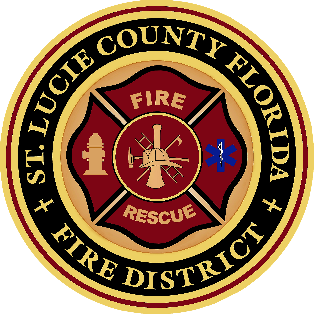 ST. LUCIE COUNTY FLORIDA
FIRE
RESCUE
FIRE DISTRICT